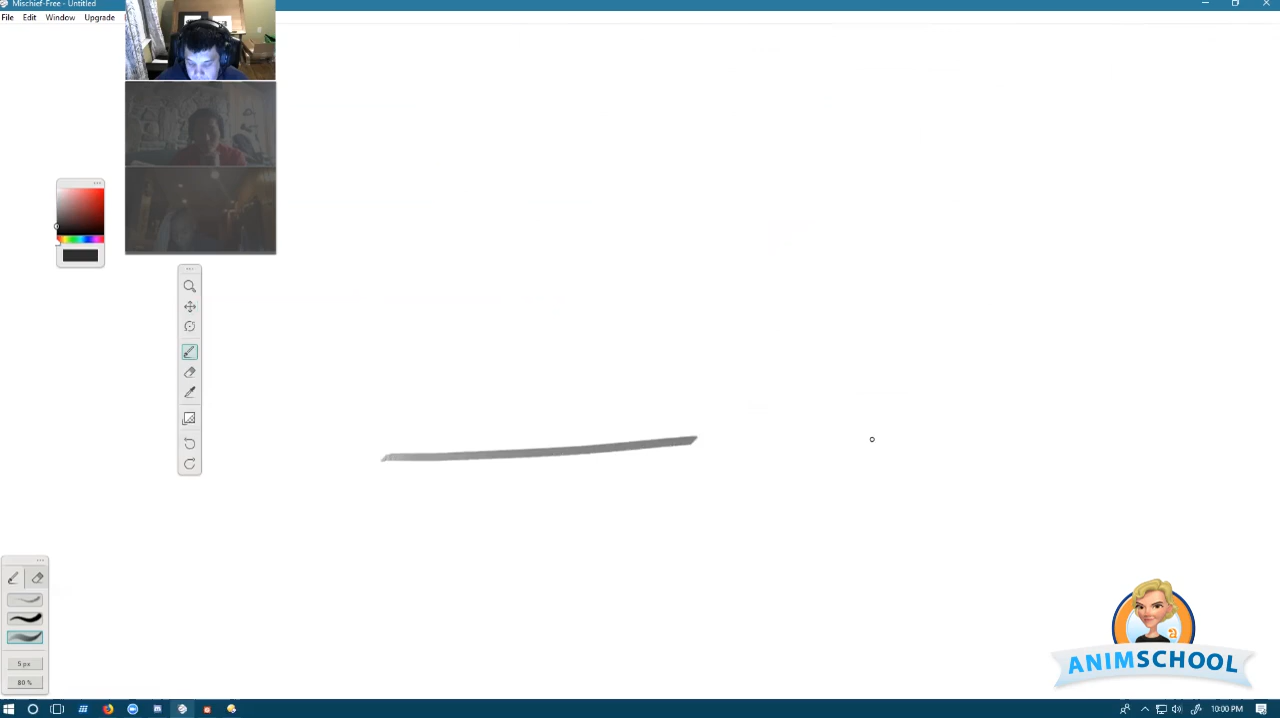 Mischief-Free - Untitled
File Edit Window Upgrade
5 px
80 %
a
ANIMSCHOOL
10:00 PM